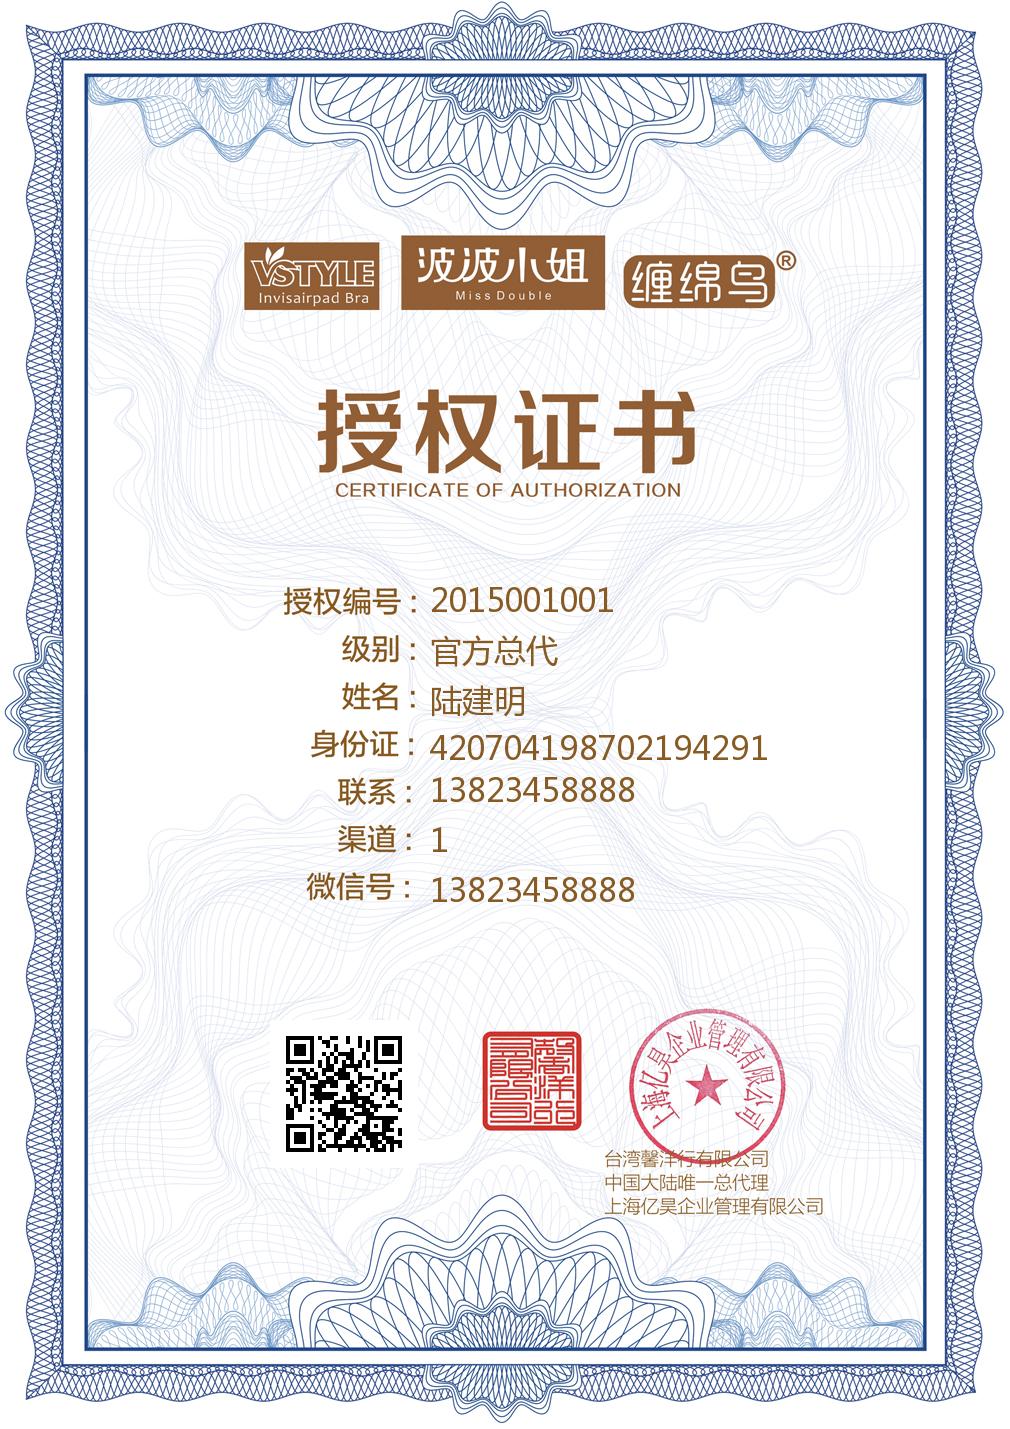 VSTYLE
Invisairpad Bra
波波小姐
Miss Double
缠绵鸟®
授权证书
CERTIFICATE OF AUTHORIZATION
授权编号：2015001001
级别：官方总代
姓名：陆建明
身份证：420704198702194291
联系：13823458888
渠道：1
微信号：13823458888
上海亿昊企业管理有限公司
台湾馨洋行有限公司
中国大陆唯一总代理
上海亿昊企业管理有限公司